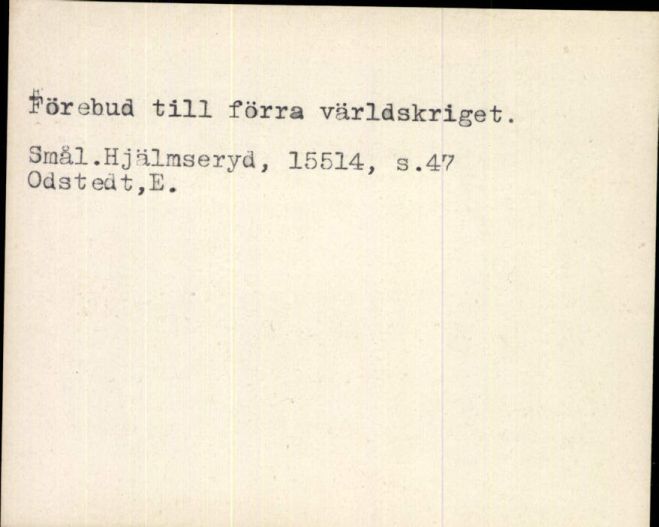 Förebud till förra världskriget.
Smål.Hjälmseryd, 15514, s.47
Odstedt,E.